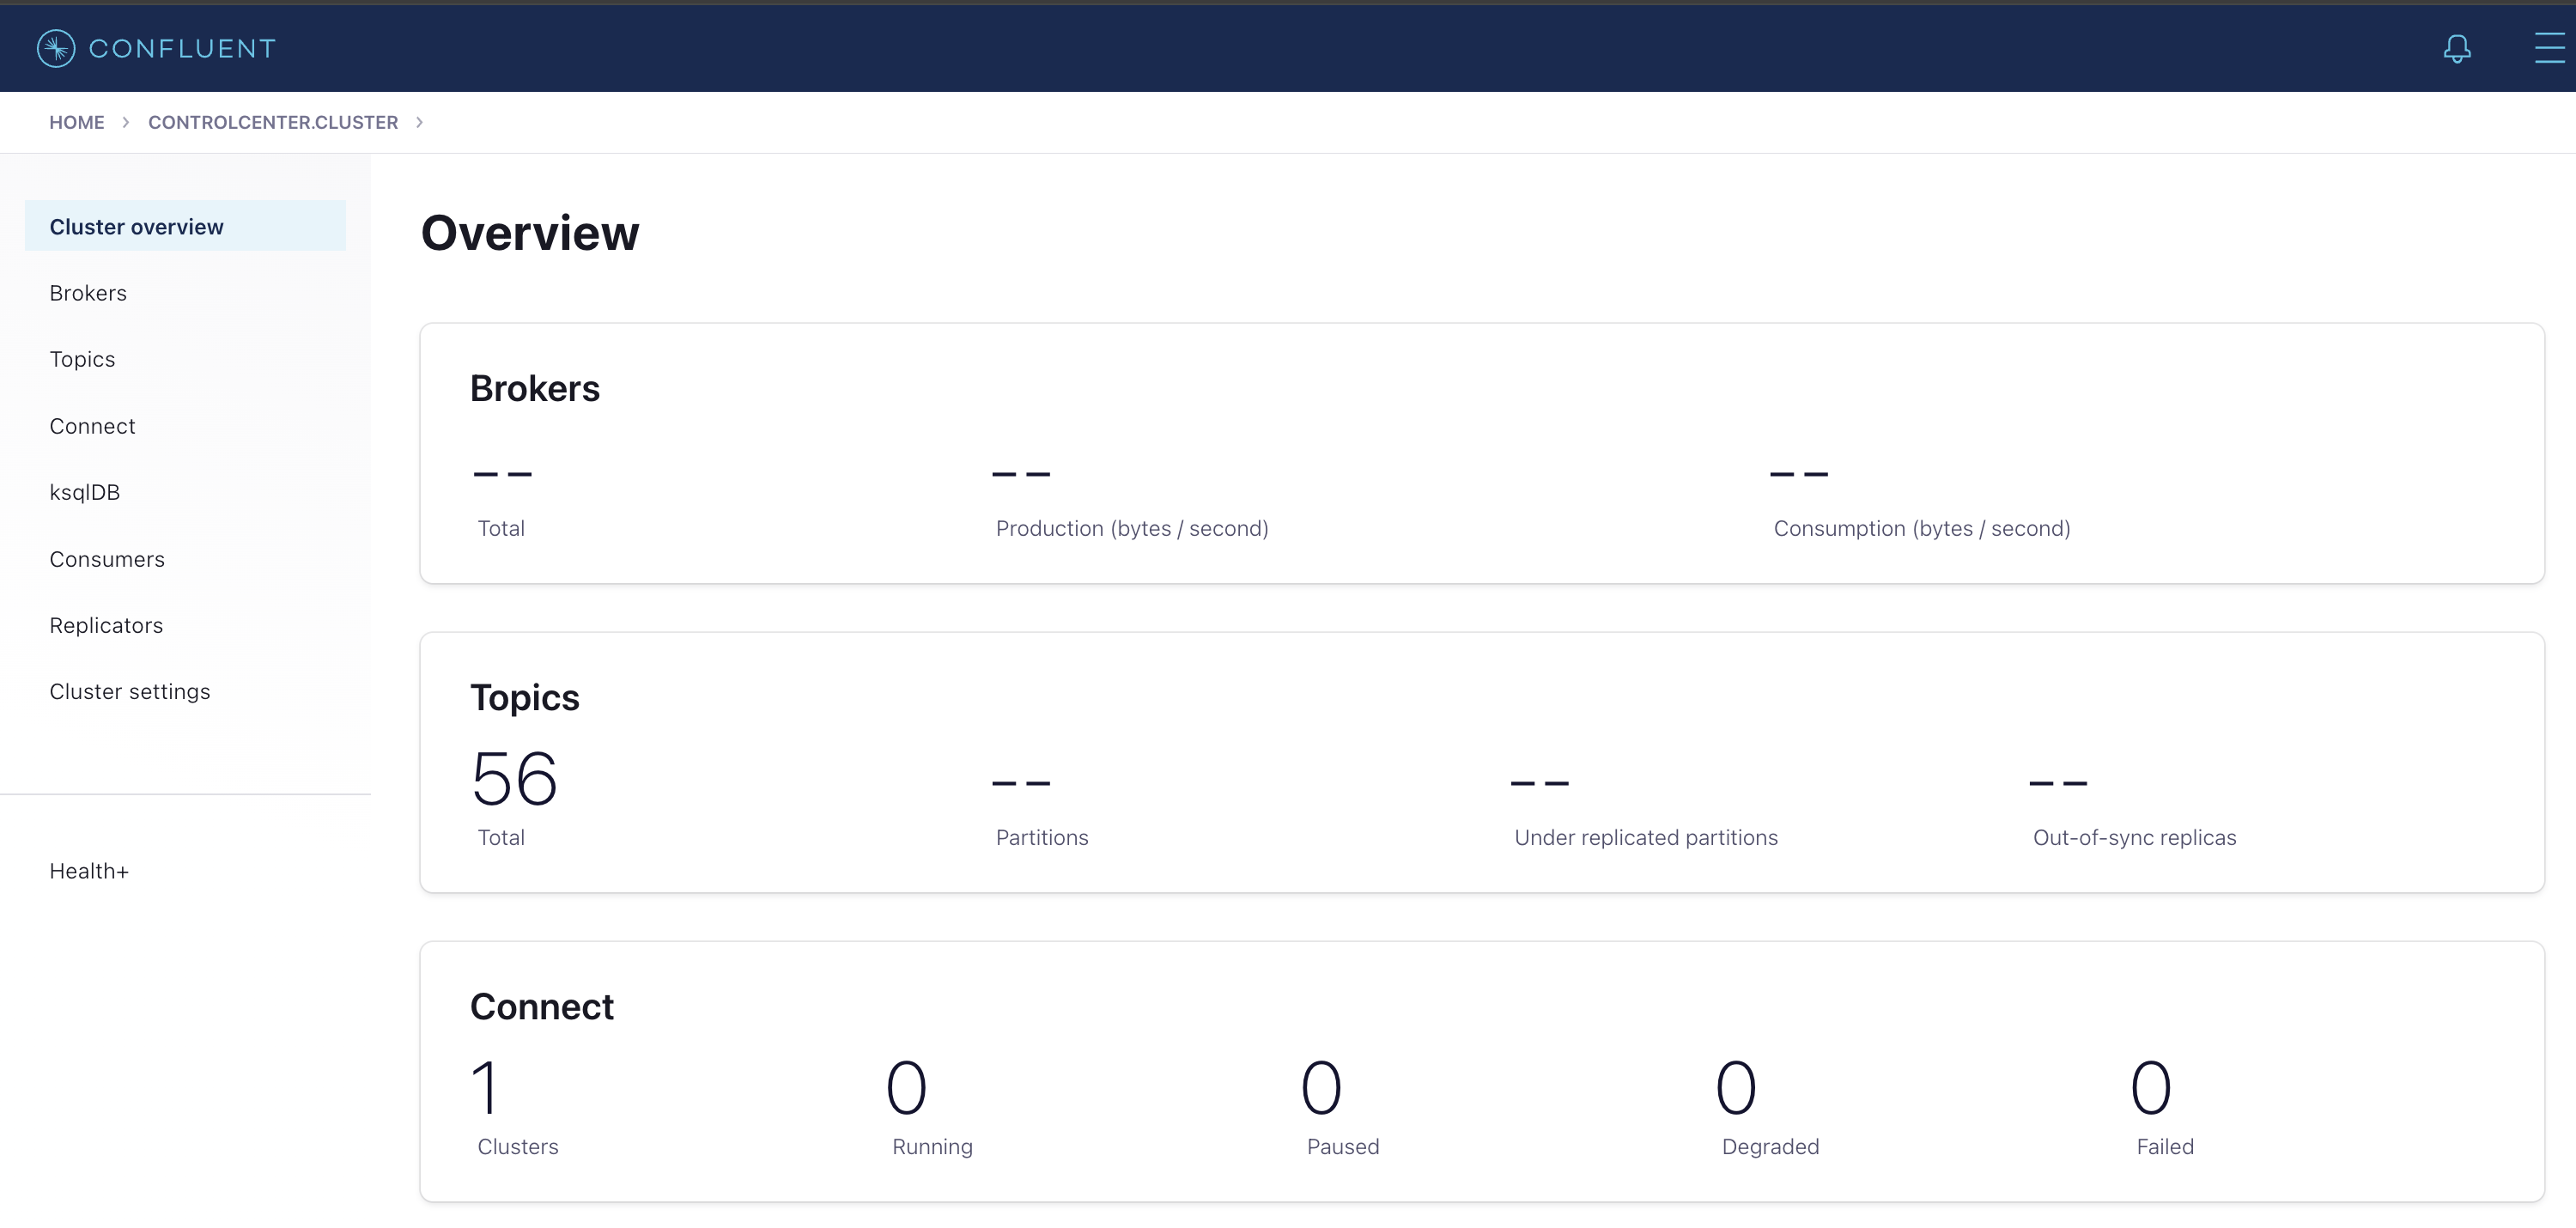 CONFLUENT
HOME > CONTROLCENTER.CLUSTER >
Cluster overview
Brokers
Topics
Connect
ksqlDB
Consumers
Replicators
Cluster settings
Health+
Overview
Brokers
-- -- --
Total Production (bytes / second) Consumption (bytes / second)
Topics
56 -- -- --
Total Partitions Under replicated partitions Out-of-sync replicas
Connect
1 0 0 0 0
Clusters Running Paused Degraded Failed